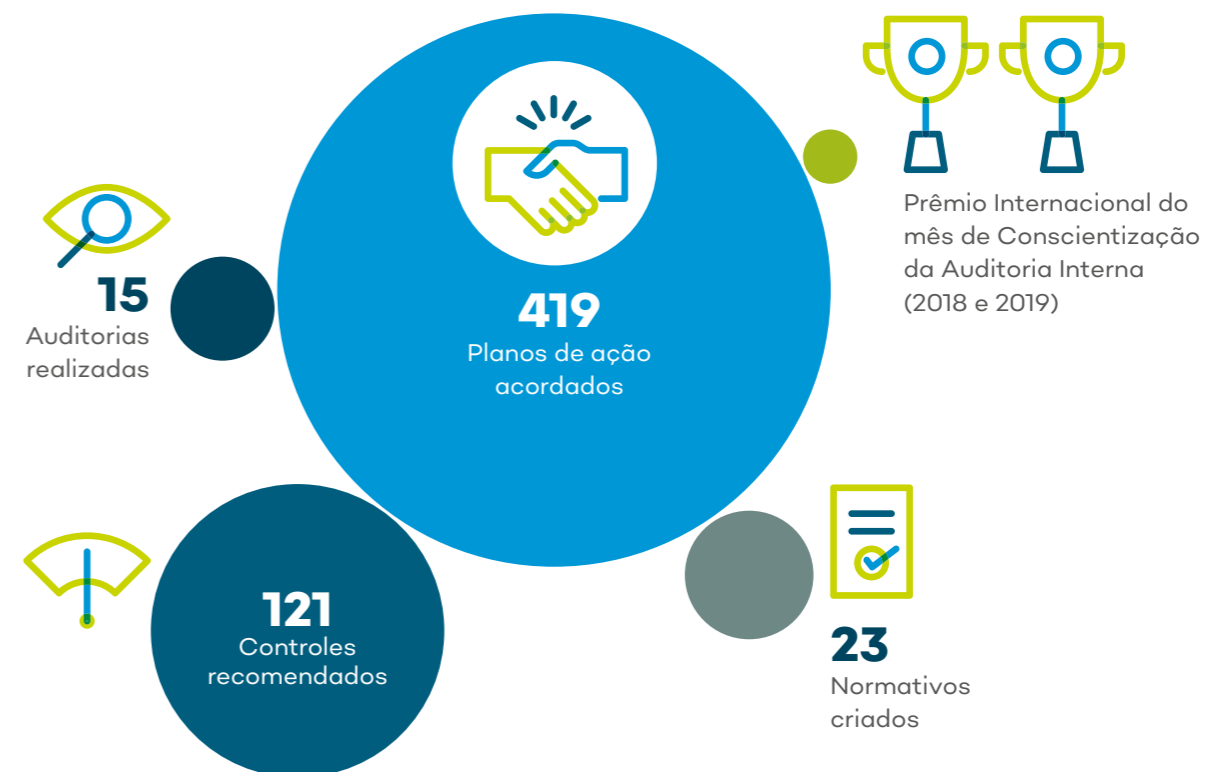 Prêmio Internacional do
mês de Conscientização
da Auditoria Interna
(2018 e 2019)
15
Auditorias
realizadas
419
Planos de ação
acordados
121
Controles
recomendados
23
Normativos
criados